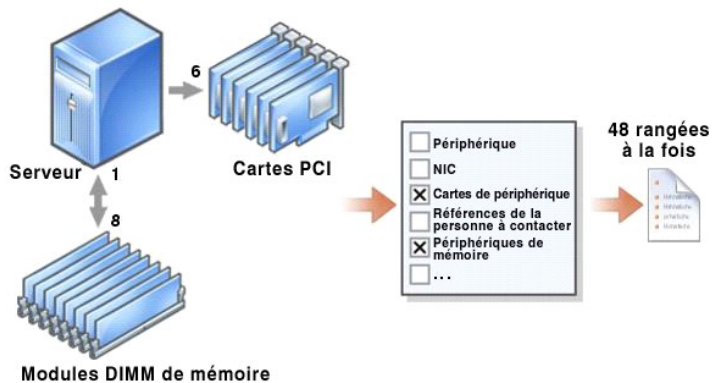 6
Cartes PCI
Serveur 1
8
Modules DIMM de mémoire
Périphérique
NIC
Cartes de périphérique
Références de la
personne à contacter
Périphériques de
mémoire
...
48 rangées
à la fois